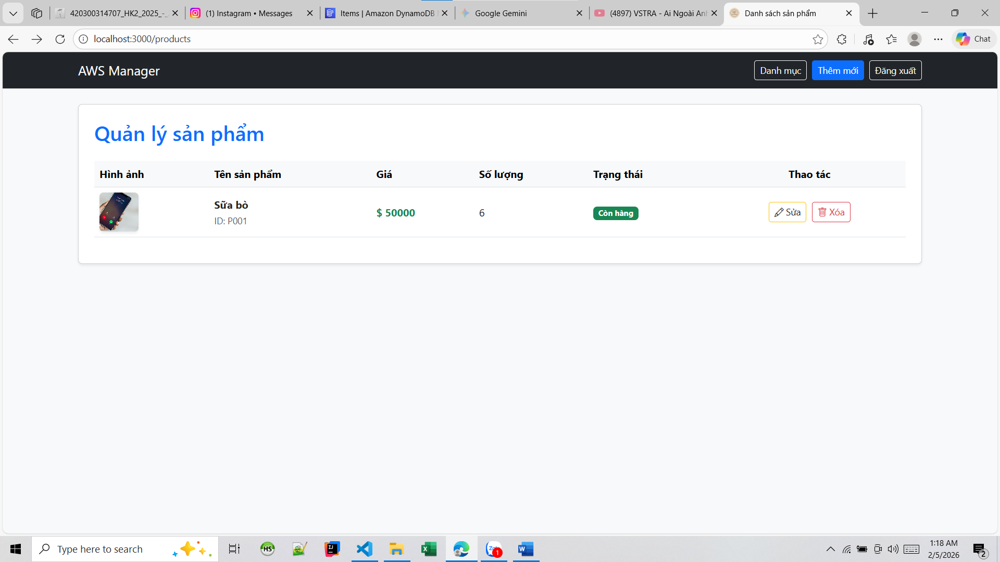 420300314707_HK2_2025_-_
(1) Instagram • Messages
Items | Amazon DynamoDB
Google Gemini
(4897) VSTRA - Ai Ngoài Anh
Danh sách sản phẩm
localhost:3000/products
Chat
AWS Manager
Danh mục
Thêm mới
Đăng xuất
Quản lý sản phẩm
Hình ảnh Tên sản phẩm Giá Số lượng Trạng thái Thao tác
Sữa bò
ID: P001
$ 50000
6
Còn hàng
Sửa
Xóa
Type here to search
HS
IJ
X
Zalo
1
W
1:18 AM
2/5/2026
2